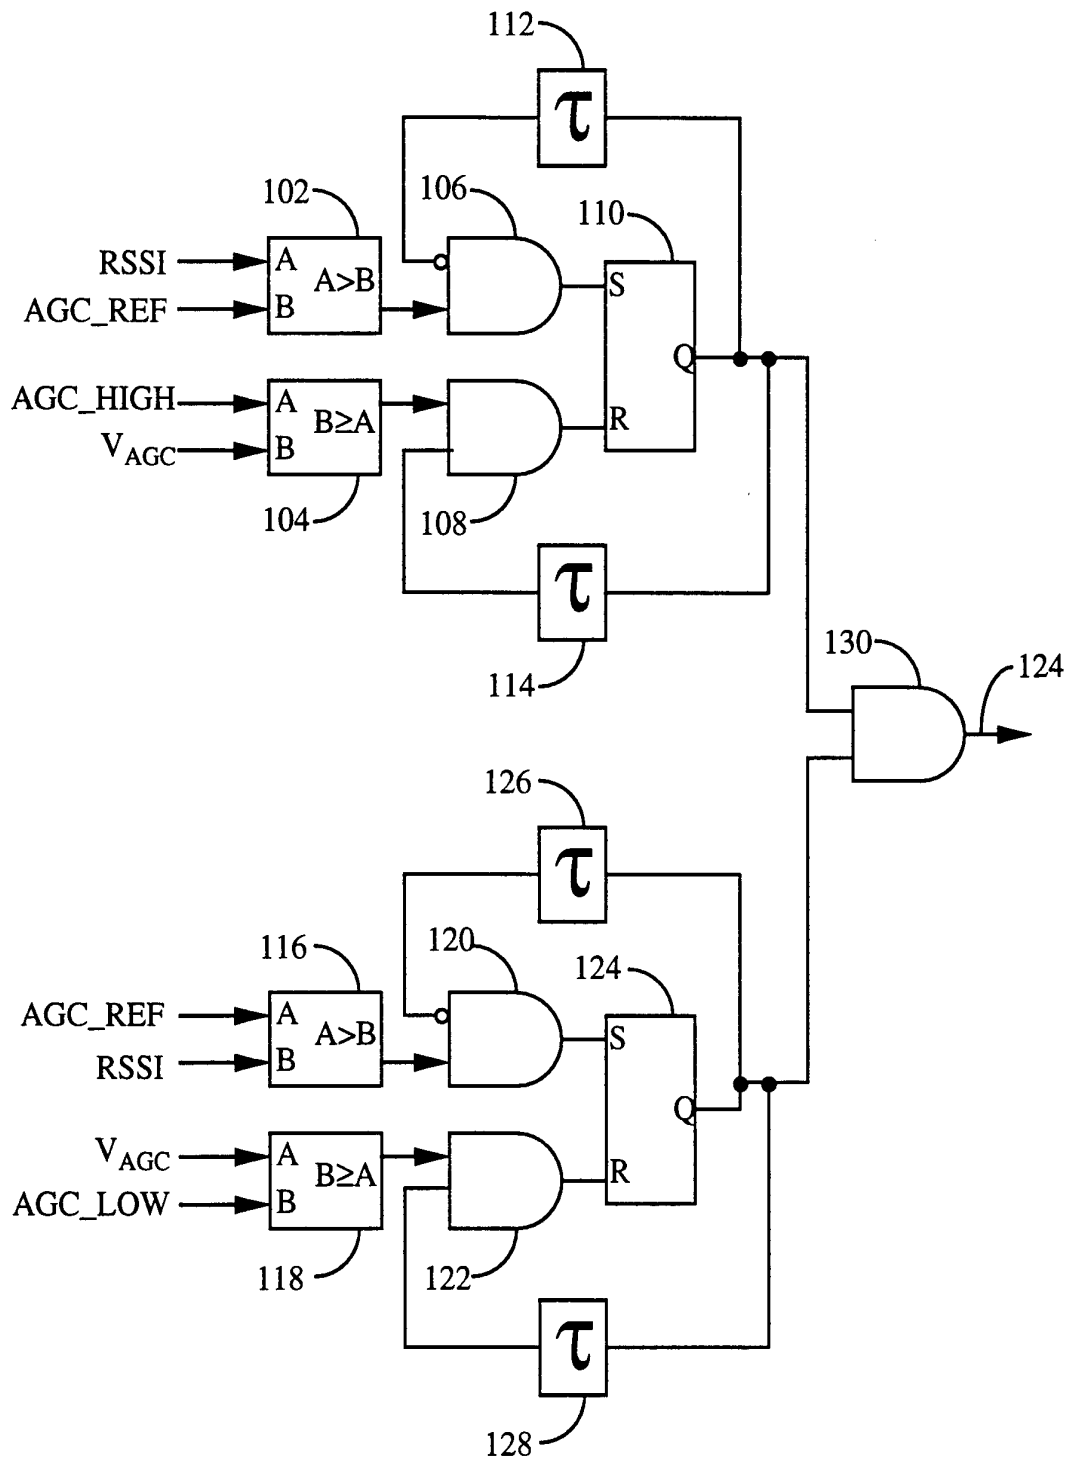 112
τ
102
106
110
RSSI
A
A>B
AGC_REF
B
S
Q
AGC_HIGH
A
B≥A
VAGC
B
R
104
108
τ
114
130
124
126
τ
116
120
124
AGC_REF
A
A>B
RSSI
B
S
Q
VAGC
A
B≥A
AGC_LOW
B
R
118
122
τ
128